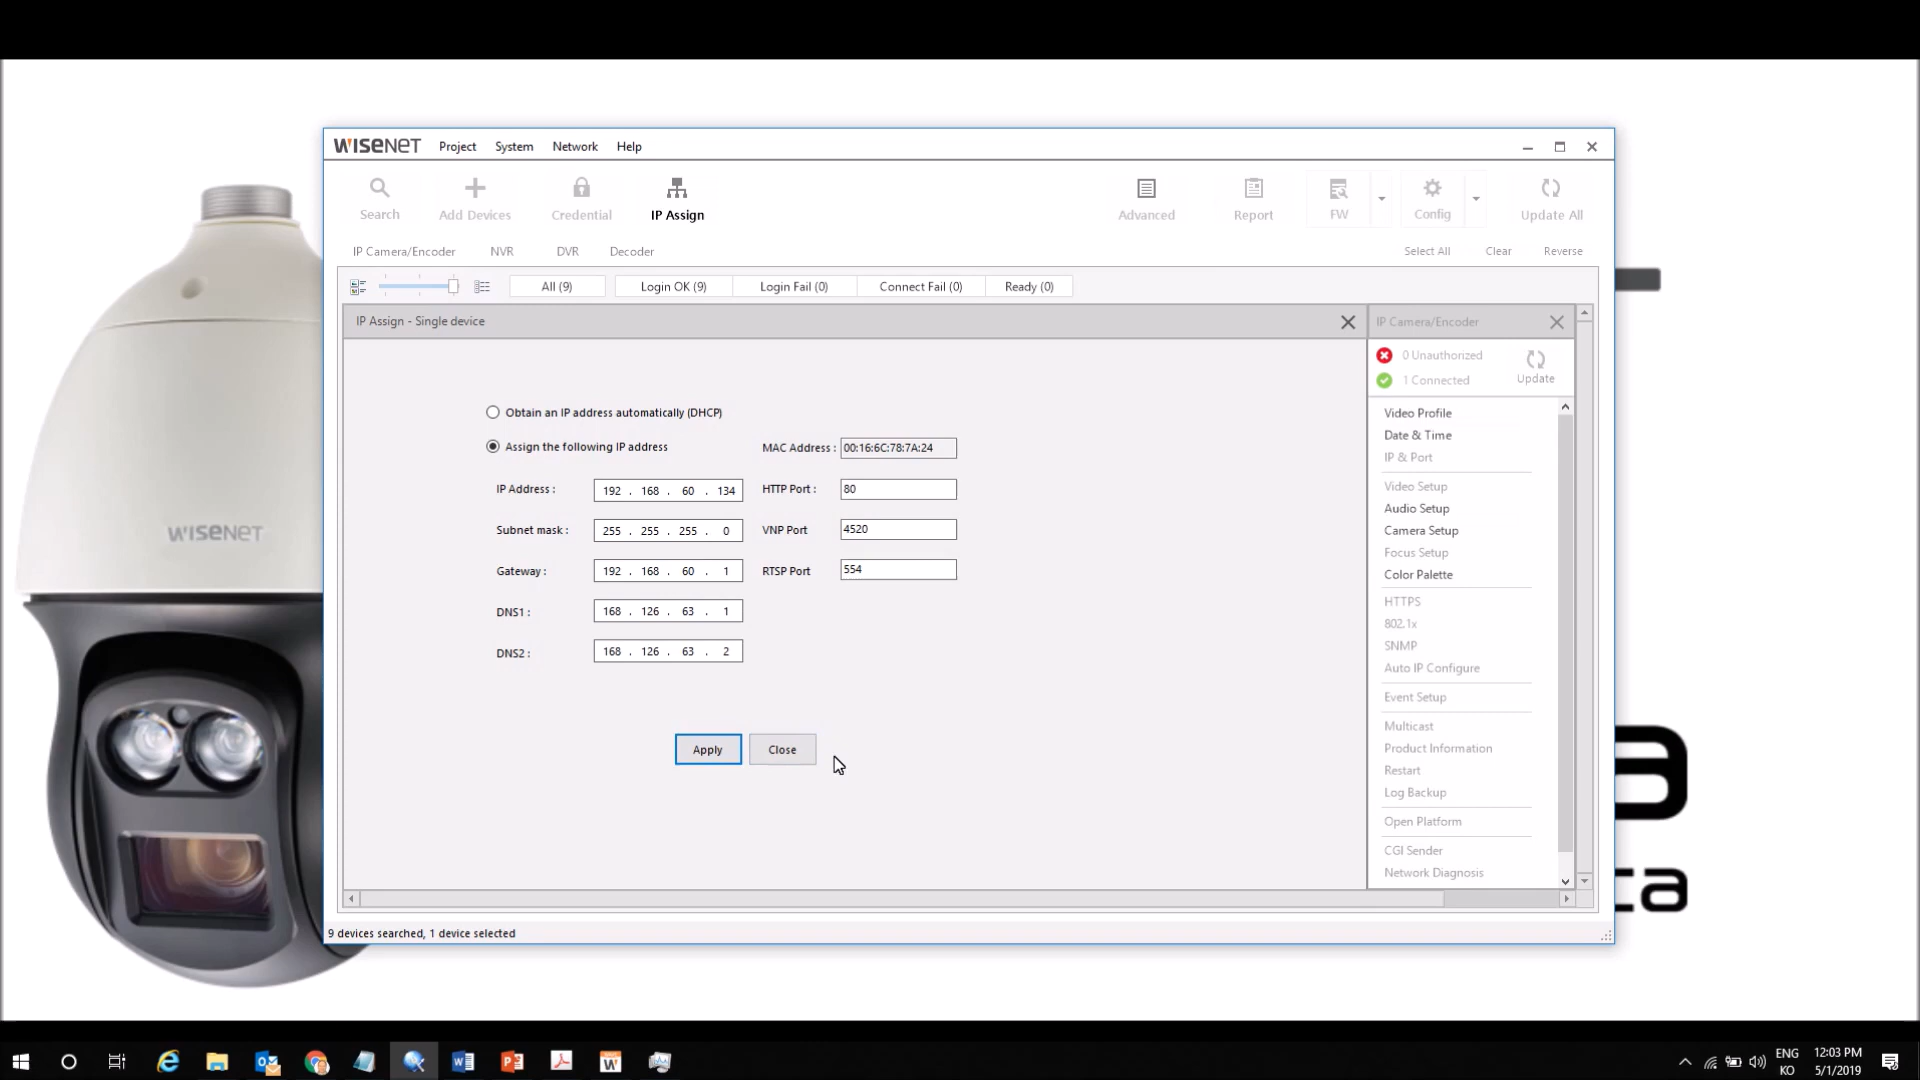 WISENET Project System Network Help
Search Add Devices Credential IP Assign Advanced Report FW Config Update All
IP Camera/Encoder NVR DVR Decoder Select All Clear Reverse
All (9) Login OK (9) Login Fail (0) Connect Fail (0) Ready (0)
IP Assign - Single device
IP Camera/Encoder
0 Unauthorized
1 Connected
Update
Obtain an IP address automatically (DHCP)
Assign the following IP address
MAC Address : 00:16:6C:78:7A:24
IP Address : 192 . 168 . 60 . 134
HTTP Port : 80
Subnet mask : 255 . 255 . 255 . 0
VNP Port 4520
Gateway : 192 . 168 . 60 . 1
RTSP Port 554
DNS1 : 168 . 126 . 63 . 1
DNS2 : 168 . 126 . 63 . 2
Apply Close
Video Profile
Date & Time
IP & Port
Video Setup
Audio Setup
Camera Setup
Focus Setup
Color Palette
HTTPS
802.1x
SNMP
Auto IP Configure
Event Setup
Multicast
Product Information
Restart
Log Backup
Open Platform
CGI Sender
Network Diagnosis
9 devices searched, 1 device selected
WISENET
ENG
KO
12:03 PM
5/1/2019